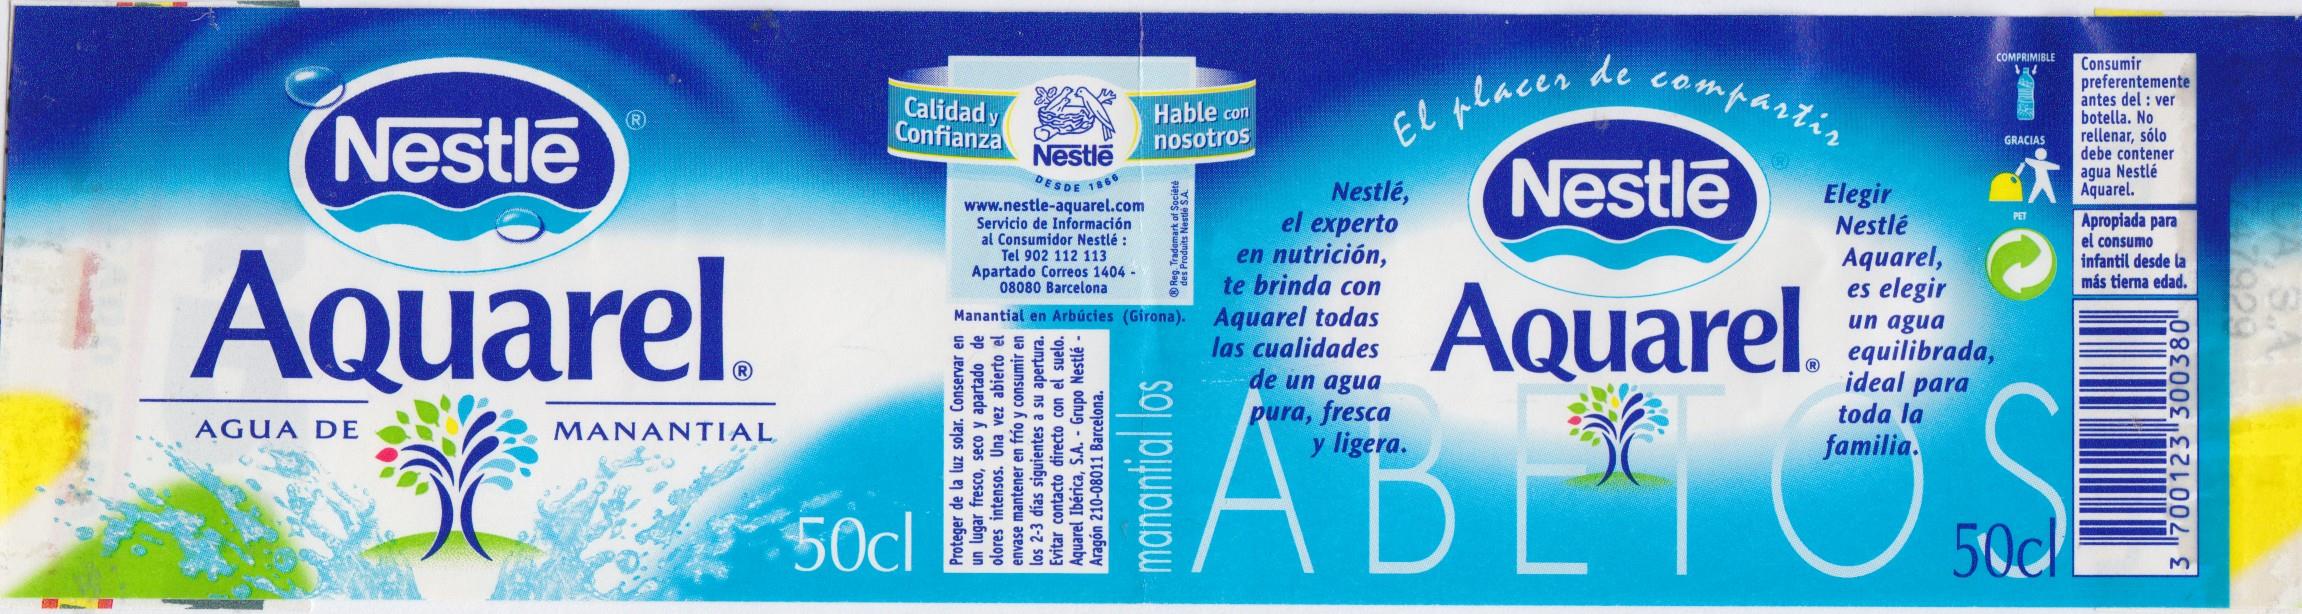 Nestlé
®
Aquarel®
AGUA DE MANANTIAL
50cl
Calidad y
Confianza
Nestlé
DESDE 1866
Hable con
nosotros
www.nestle-aquarel.com
Servicio de Información
al Consumidor Nestlé :
Tel 902 112 113
Apartado Correos 1404 -
08080 Barcelona
® Reg. Trademark of Société
des Produits Nestlé S.A.
Manantial en Arbúcies (Girona).
Proteger de la luz solar. Conservar en
un lugar fresco, seco y apartado de
olores intensos. Una vez abierto el
envase mantener en frío y consumir en
los 2-3 días siguientes a su apertura.
Evitar contacto directo con el suelo.
Aquarel Ibérica, S.A. - Grupo Nestlé -
Aragón 210-08011 Barcelona.
manantial los
ABETOS
El placer de compartir
Nestlé,
el experto
en nutrición,
te brinda con
Aquarel todas
las cualidades
de un agua
pura, fresca
y ligera.
Nestlé
®
Aquarel®
Elegir
Nestlé
Aquarel,
es elegir
un agua
equilibrada,
ideal para
toda la
familia.
50cl
COMPRIMIBLE
GRACIAS
PET
Consumir
preferentemente
antes del : ver
botella. No
rellenar, sólo
debe contener
agua Nestlé
Aquarel.
Apropiada para
el consumo
infantil desde la
más tierna edad.
3 700123 300380